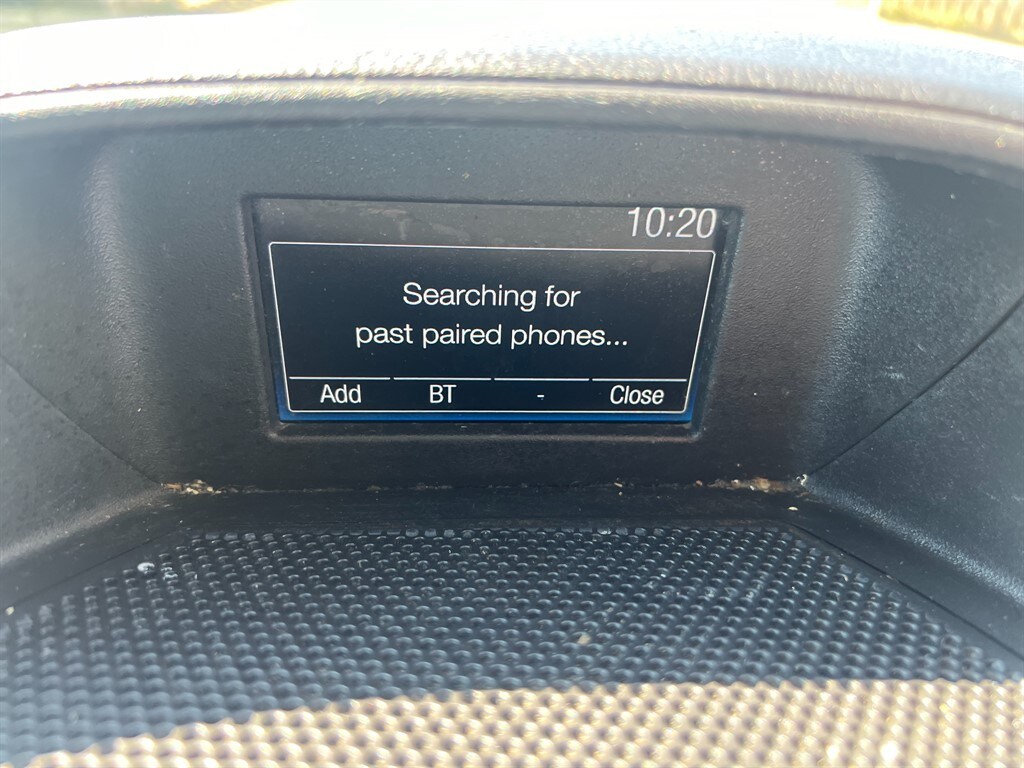 10:20
Searching for
past paired phones...
Add BT - Close